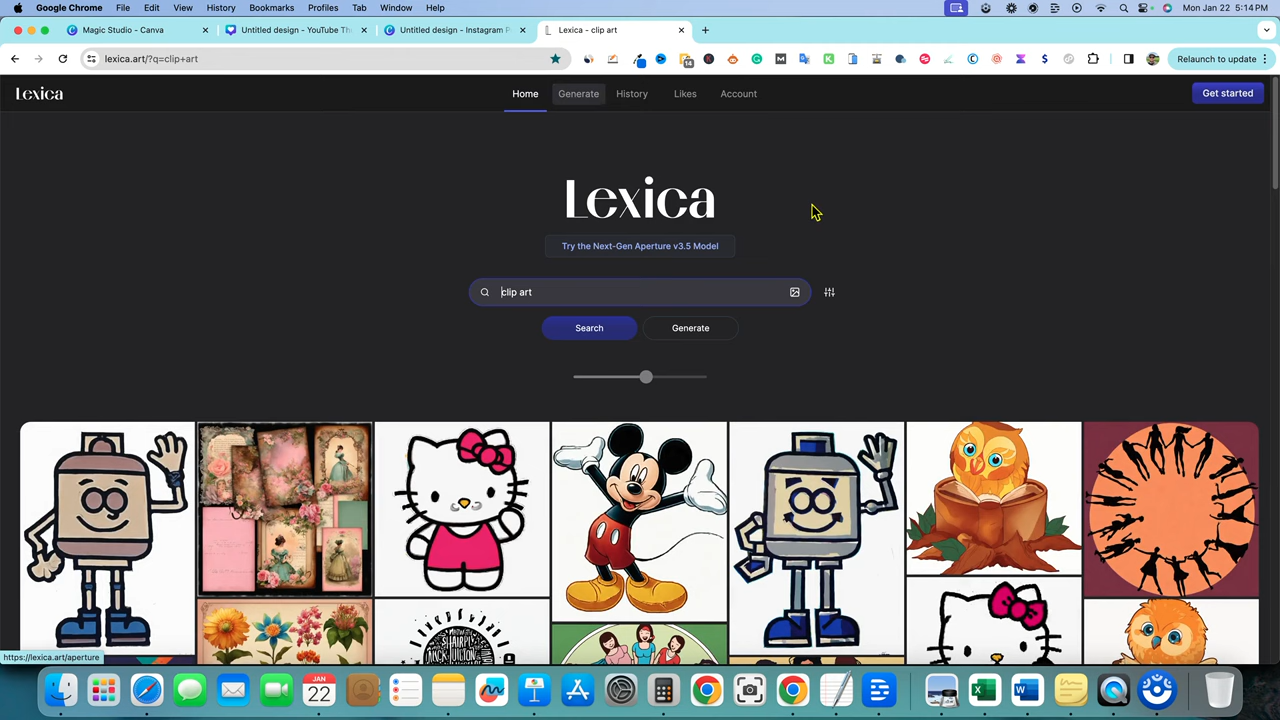 Google Chrome File Edit View History Bookmarks Profiles Tab Window Help Mon Jan 22 5:14 PM
Magic Studio - Canva Untitled design - YouTube Th Untitled design - Instagram P Lexica - clip art
lexica.art/?q=clip+art Relaunch to update
Lexica Home Generate History Likes Account Get started
Lexica
Try the Next-Gen Aperture v3.5 Model
clip art
Search Generate
https://lexica.art/aperture
JAN
22